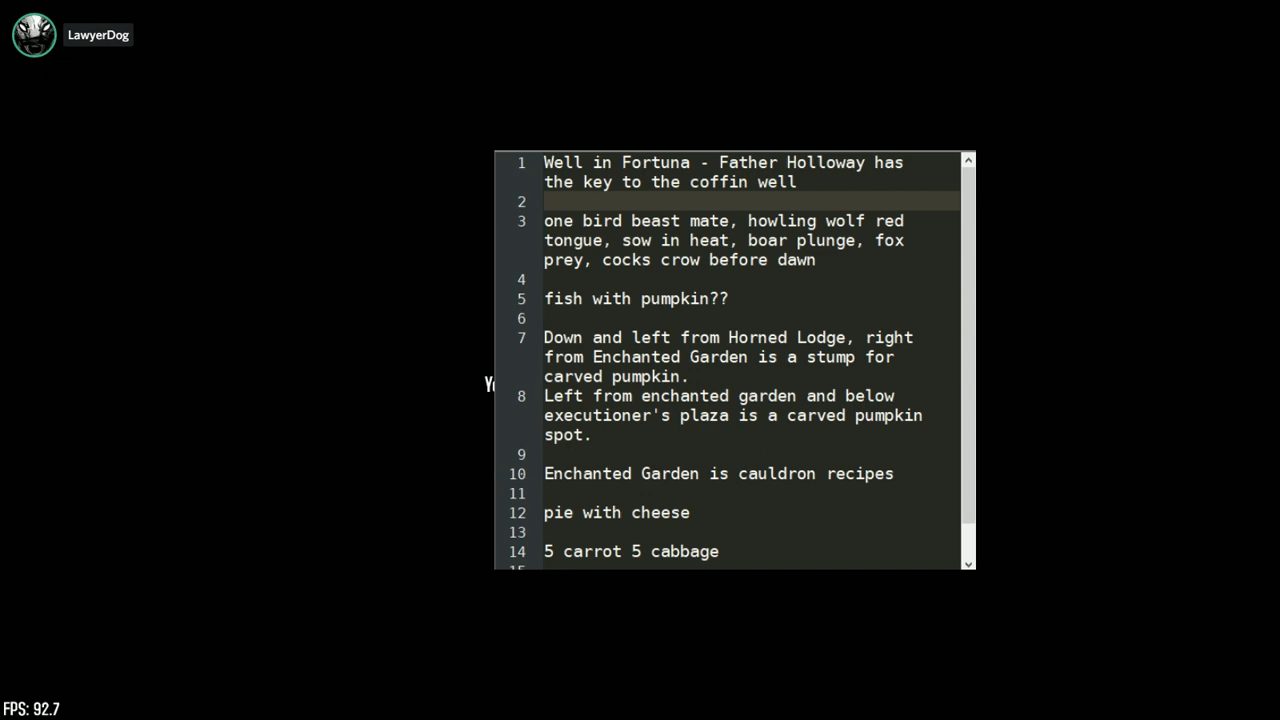 LawyerDog
1 Well in Fortuna - Father Holloway has
the key to the coffin well
2
3 one bird beast mate, howling wolf red
tongue, sow in heat, boar plunge, fox
prey, cocks crow before dawn
4
5 fish with pumpkin??
6
7 Down and left from Horned Lodge, right
from Enchanted Garden is a stump for
carved pumpkin.
8 Left from enchanted garden and below
executioner's plaza is a carved pumpkin
spot.
9
10 Enchanted Garden is cauldron recipes
11
12 pie with cheese
13
14 5 carrot 5 cabbage
FPS: 92.7